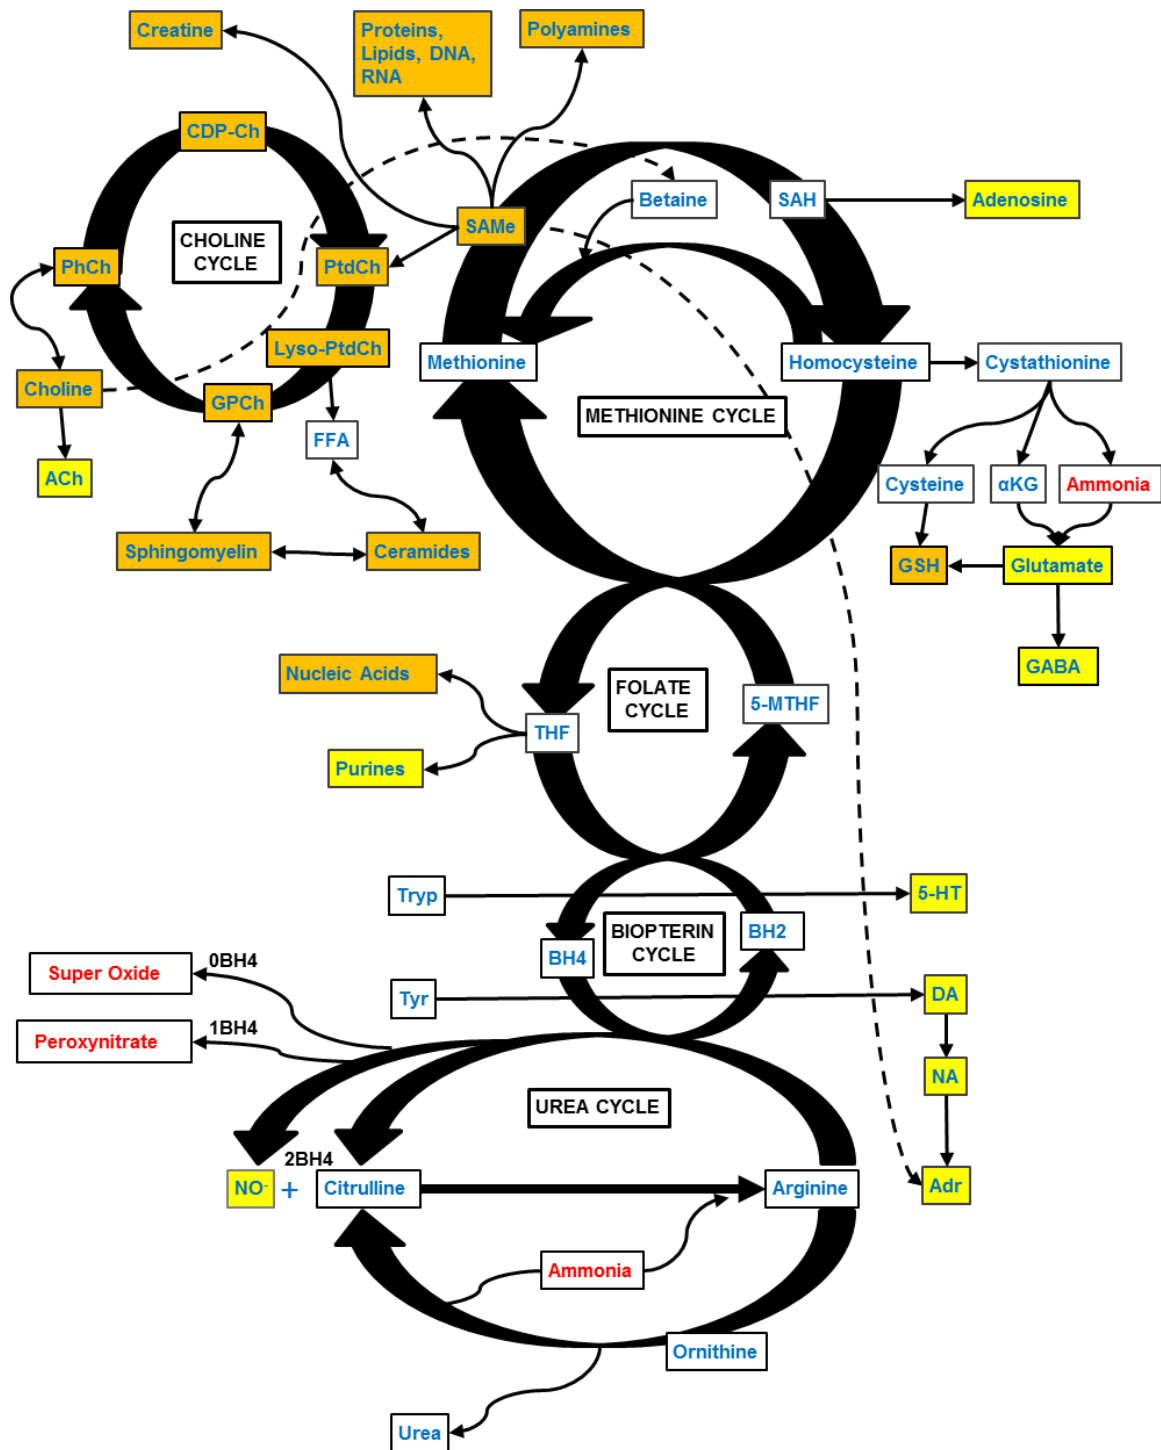 Creatine
Proteins,
Lipids, DNA,
RNA
Polyamines
CDP-Ch
Betaine
SAH
Adenosine
SAMe
CHOLINE
CYCLE
PhCh
PtdCh
Lyso-PtdCh
Methionine
Homocysteine
Cystathionine
Choline
GPCh
METHIONINE CYCLE
FFA
ACh
Cysteine
αKG
Ammonia
Sphingomyelin
Ceramides
GSH
Glutamate
Nucleic Acids
FOLATE
CYCLE
5-MTHF
GABA
THF
Purines
Tryp
5-HT
BIOPTERIN
CYCLE
BH2
BH4
0BH4
Super Oxide
Tyr
DA
1BH4
Peroxynitrate
NA
UREA CYCLE
2BH4
NO-
+
Citrulline
Arginine
Adr
Ammonia
Ornithine
Urea